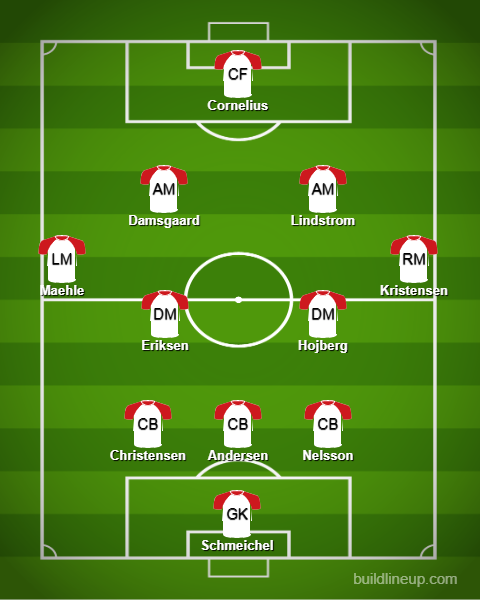 CF
Cornelius
AM
Damsgaard
AM
Lindstrom
LM
Maehle
RM
Kristensen
DM
Eriksen
DM
Hojberg
CB
Christensen
CB
Andersen
CB
Nelsson
GK
Schmeichel
buildlineup.com